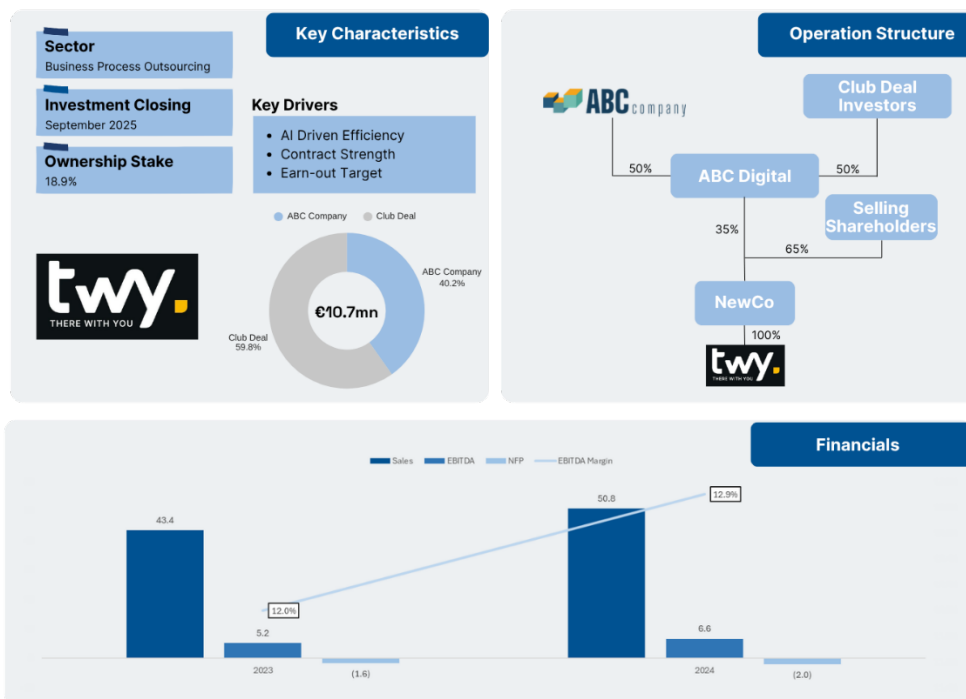 Key Characteristics
Sector
Business Process Outsourcing
Investment Closing
September 2025
Ownership Stake
18.9%
Key Drivers
• AI Driven Efficiency
• Contract Strength
• Earn-out Target
twy.
THERE WITH YOU
ABC Company
Club Deal
ABC Company
40.2%
€10.7mn
Club Deal
59.8%
Operation Structure
ABC company
Club Deal
Investors
50%
ABC Digital
50%
Selling
Shareholders
35%
65%
NewCo
100%
twy.
THERE WITH YOU
Financials
Sales
EBITDA
NFP
EBITDA Margin
43.4
12.0%
5.2
2023
(1.6)
50.8
12.9%
6.6
2024
(2.0)